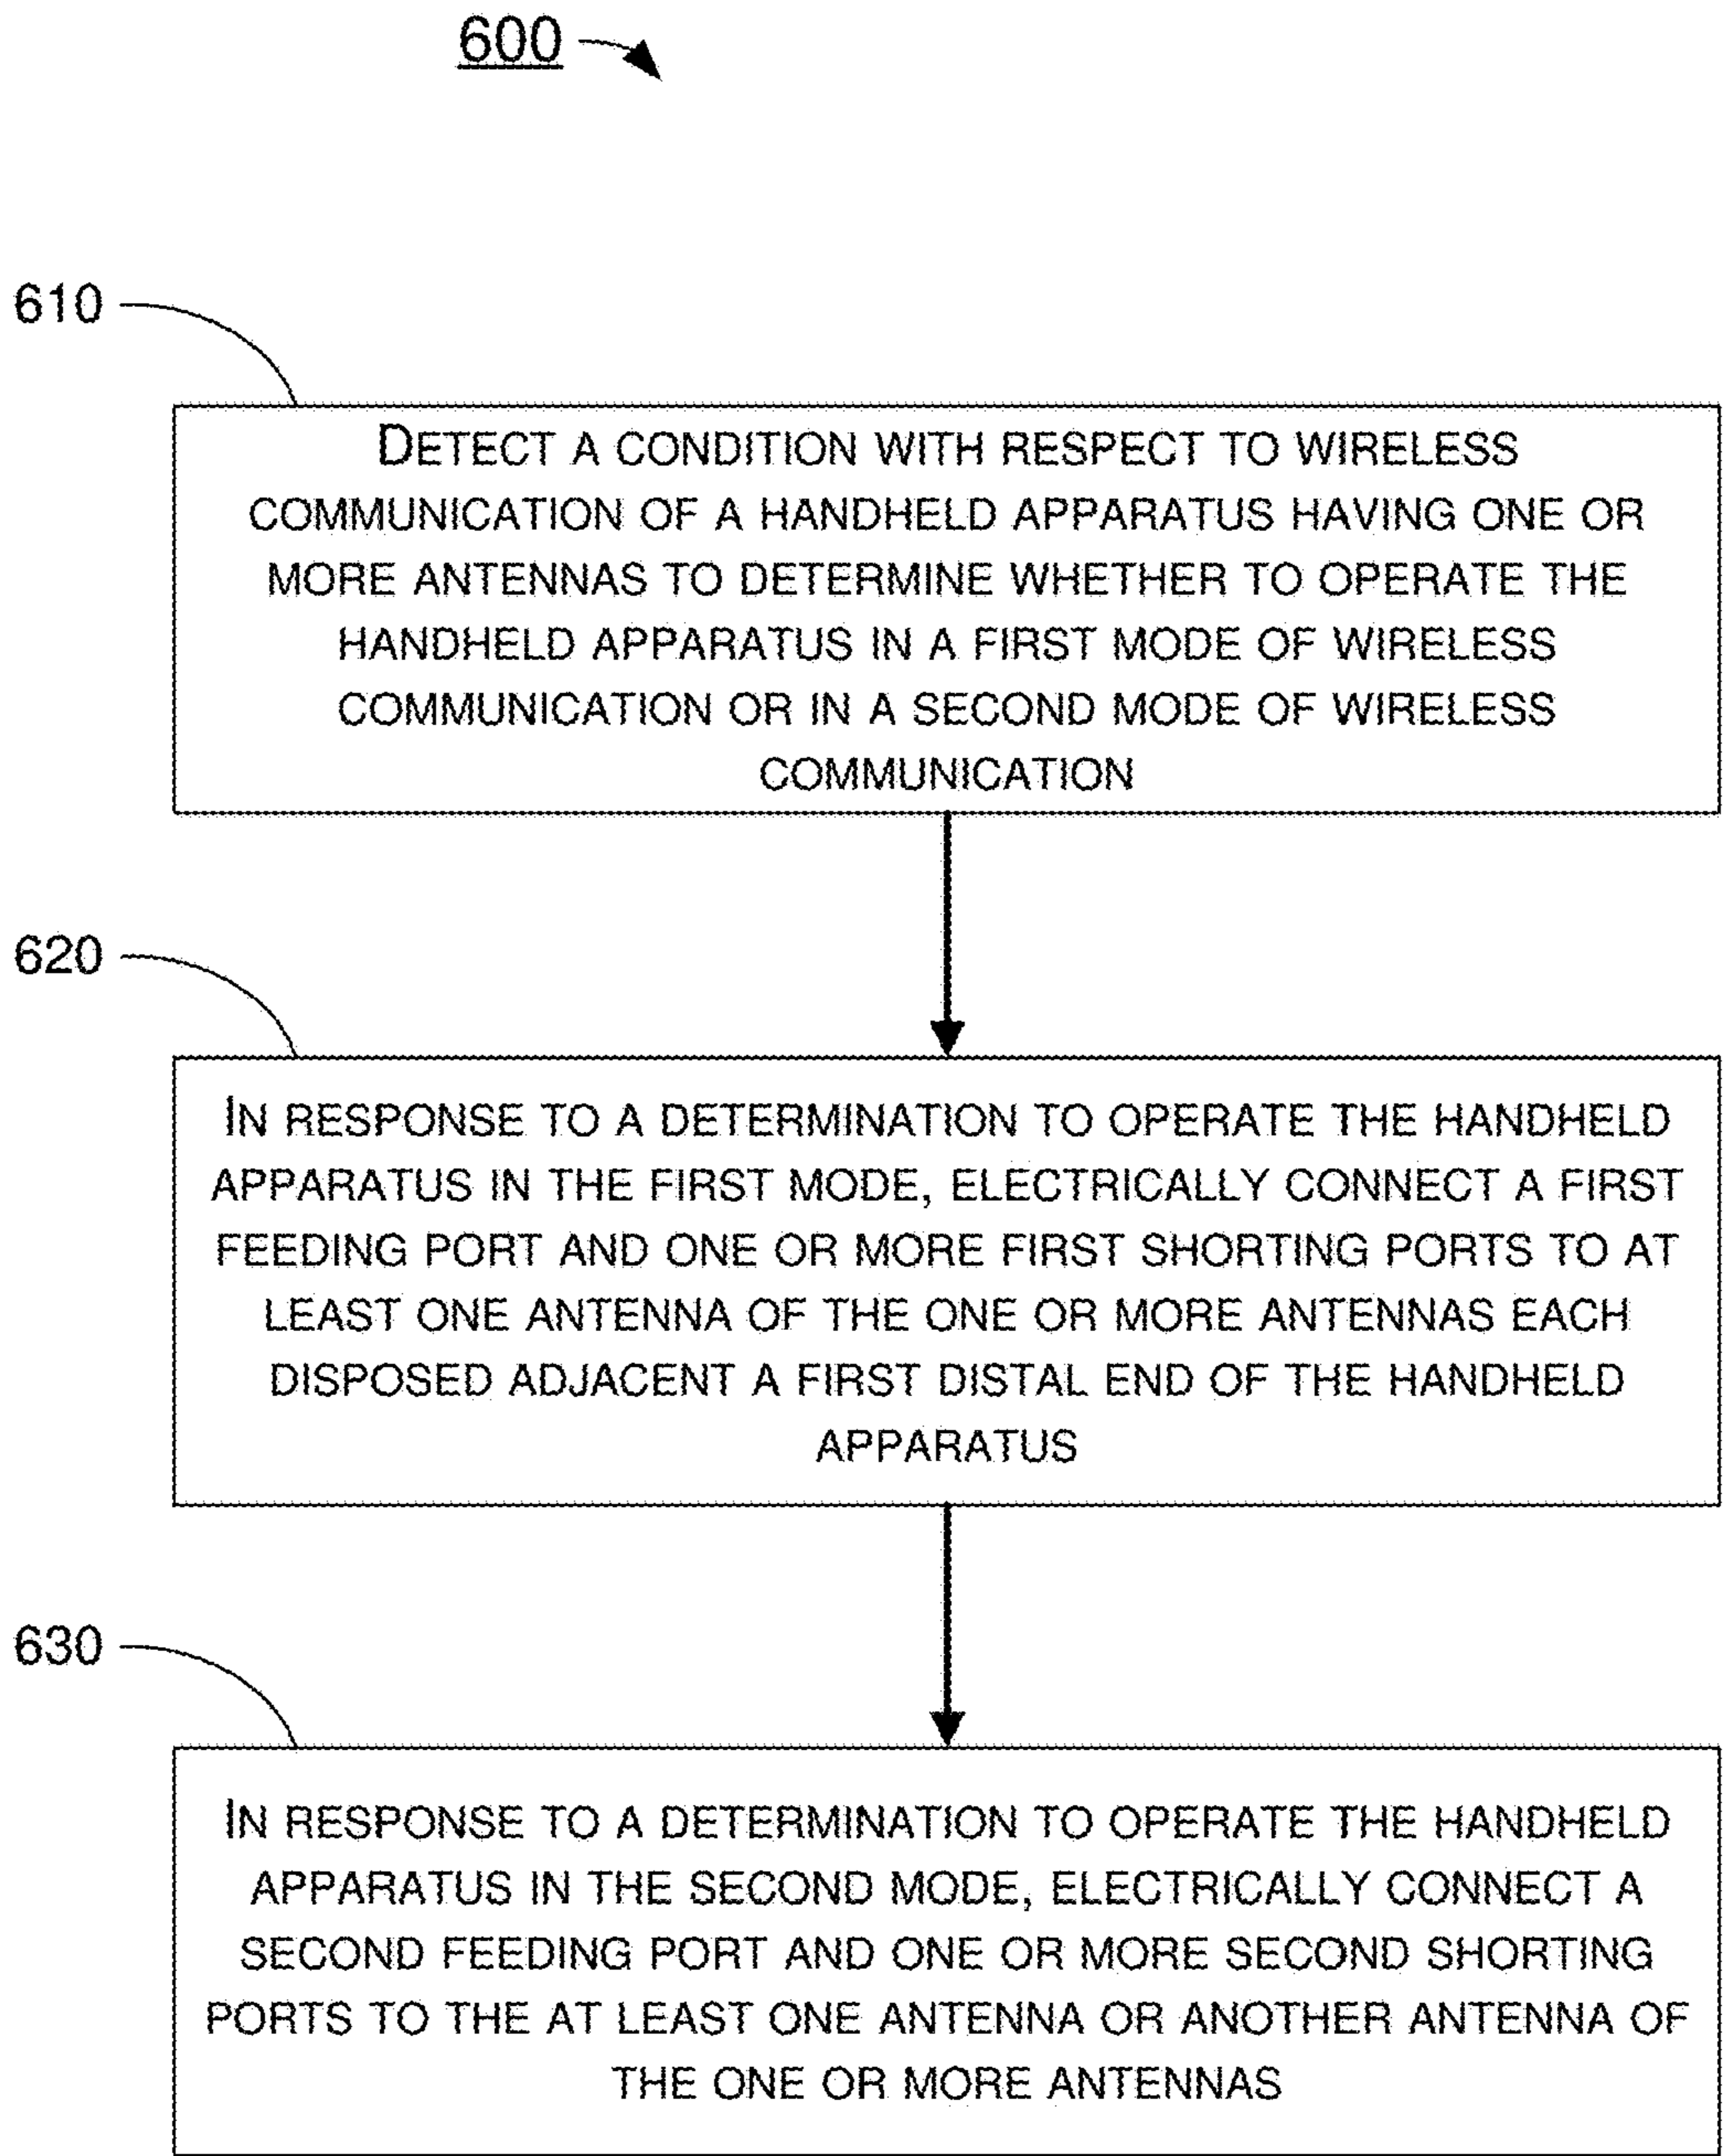 600
610
DETECT A CONDITION WITH RESPECT TO WIRELESS
COMMUNICATION OF A HANDHELD APPARATUS HAVING ONE OR
MORE ANTENNAS TO DETERMINE WHETHER TO OPERATE THE
HANDHELD APPARATUS IN A FIRST MODE OF WIRELESS
COMMUNICATION OR IN A SECOND MODE OF WIRELESS
COMMUNICATION
620
IN RESPONSE TO A DETERMINATION TO OPERATE THE HANDHELD
APPARATUS IN THE FIRST MODE, ELECTRICALLY CONNECT A FIRST
FEEDING PORT AND ONE OR MORE FIRST SHORTING PORTS TO AT
LEAST ONE ANTENNA OF THE ONE OR MORE ANTENNAS EACH
DISPOSED ADJACENT A FIRST DISTAL END OF THE HANDHELD
APPARATUS
630
IN RESPONSE TO A DETERMINATION TO OPERATE THE HANDHELD
APPARATUS IN THE SECOND MODE, ELECTRICALLY CONNECT A
SECOND FEEDING PORT AND ONE OR MORE SECOND SHORTING
PORTS TO THE AT LEAST ONE ANTENNA OR ANOTHER ANTENNA OF
THE ONE OR MORE ANTENNAS